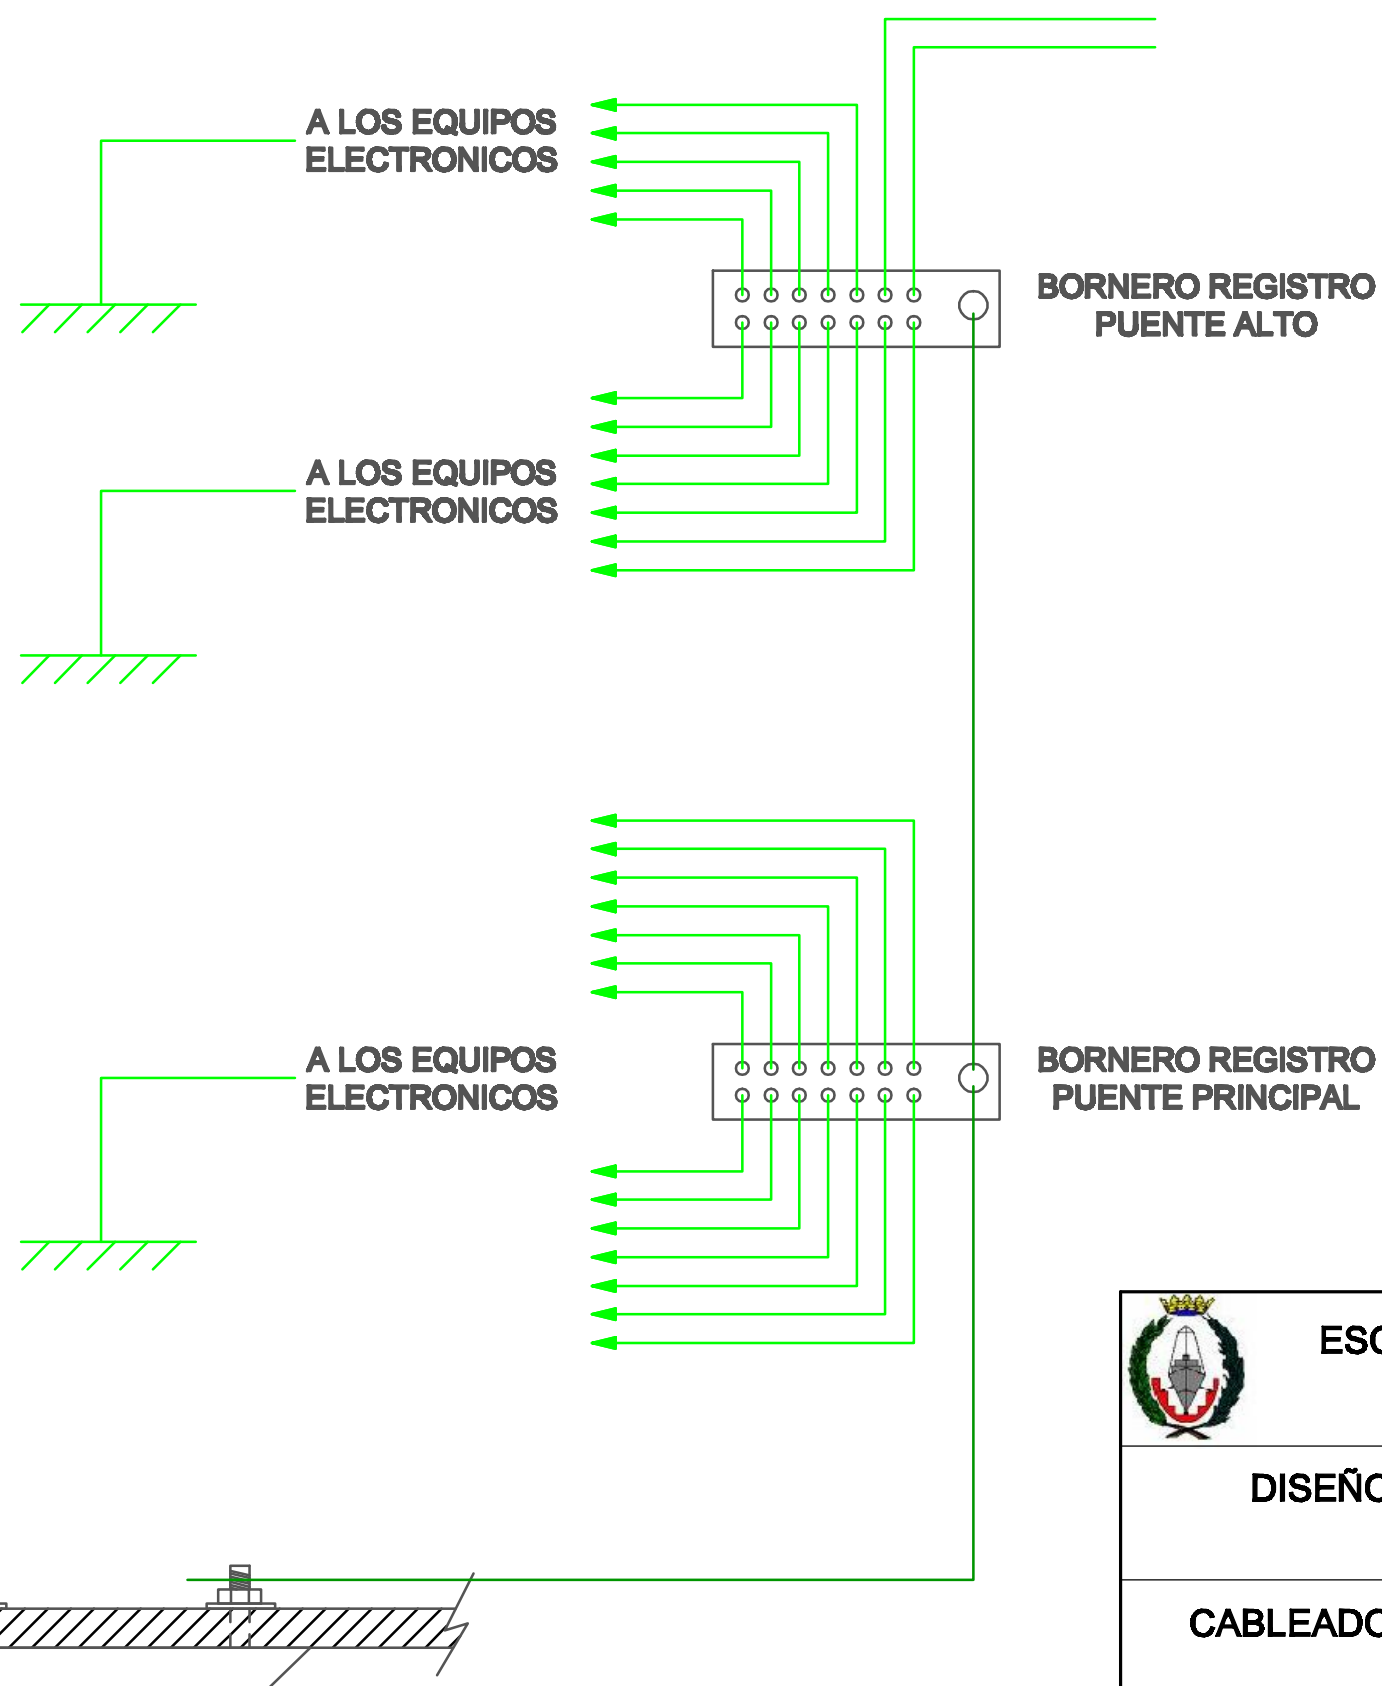 A LOS EQUIPOS
ELECTRONICOS
BORNERO REGISTRO
PUENTE ALTO
A LOS EQUIPOS
ELECTRONICOS
A LOS EQUIPOS
ELECTRONICOS
BORNERO REGISTRO
PUENTE PRINCIPAL
ESC
DISEÑO
CABLEADO